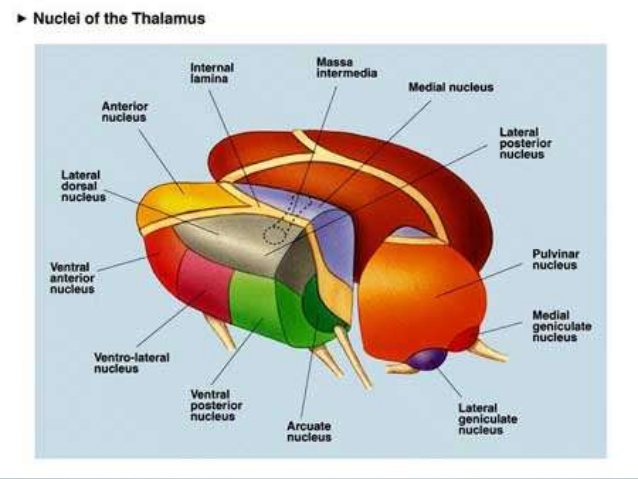 ► Nuclei of the Thalamus
Internal
lamina
Massa
intermedia
Medial nucleus
Anterior
nucleus
Lateral
posterior
nucleus
Lateral
dorsal
nucleus
Ventral
anterior
nucleus
Pulvinar
nucleus
Medial
geniculate
nucleus
Ventro-lateral
nucleus
Ventral
posterior
nucleus
Arcuate
nucleus
Lateral
geniculate
nucleus